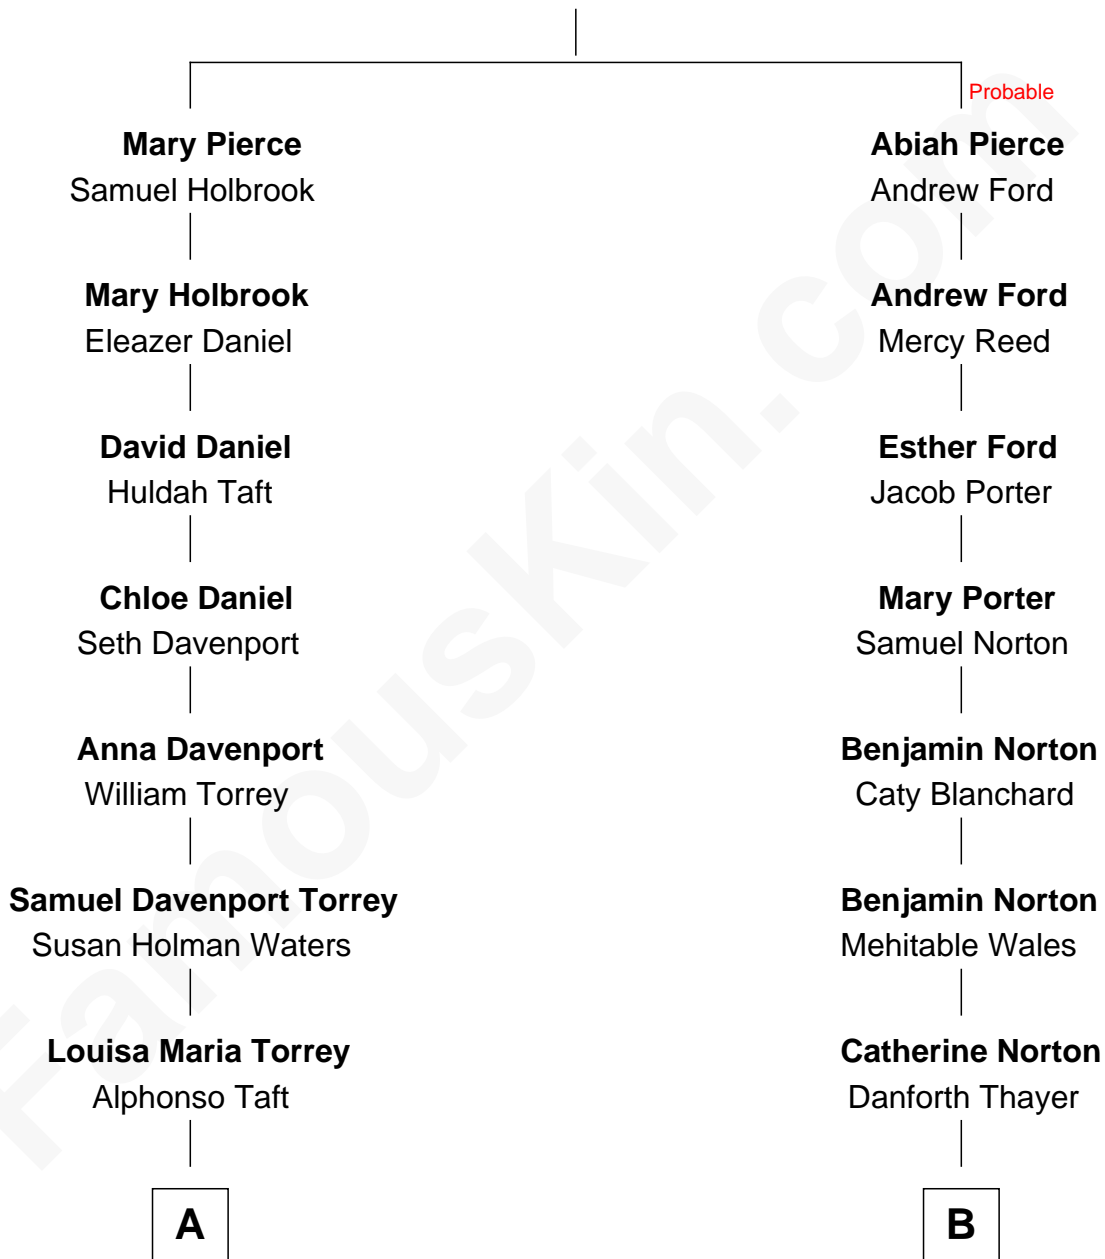 Probable
Mary Pierce
Samuel Holbrook
Abiah Pierce
Andrew Ford
Mary Holbrook
Eleazer Daniel
Andrew Ford
Mercy Reed
David Daniel
Huldah Taft
Esther Ford
Jacob Porter
Chloe Daniel
Seth Davenport
Mary Porter
Samuel Norton
Anna Davenport
William Torrey
Benjamin Norton
Caty Blanchard
Samuel Davenport Torrey
Susan Holman Waters
Benjamin Norton
Mehitable Wales
Louisa Maria Torrey
Alphonso Taft
Catherine Norton
Danforth Thayer
A
B
FamousKin.com